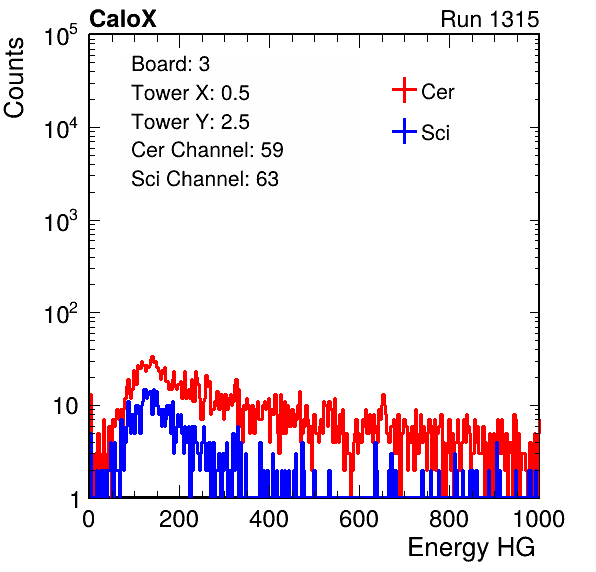 CaloX Run 1315
Counts
Board: 3
Tower X: 0.5
Tower Y: 2.5
Cer Channel: 59
Sci Channel: 63
Cer
Sci
10^5
10^4
10^3
10^2
10
1
0 200 400 600 800 1000
Energy HG